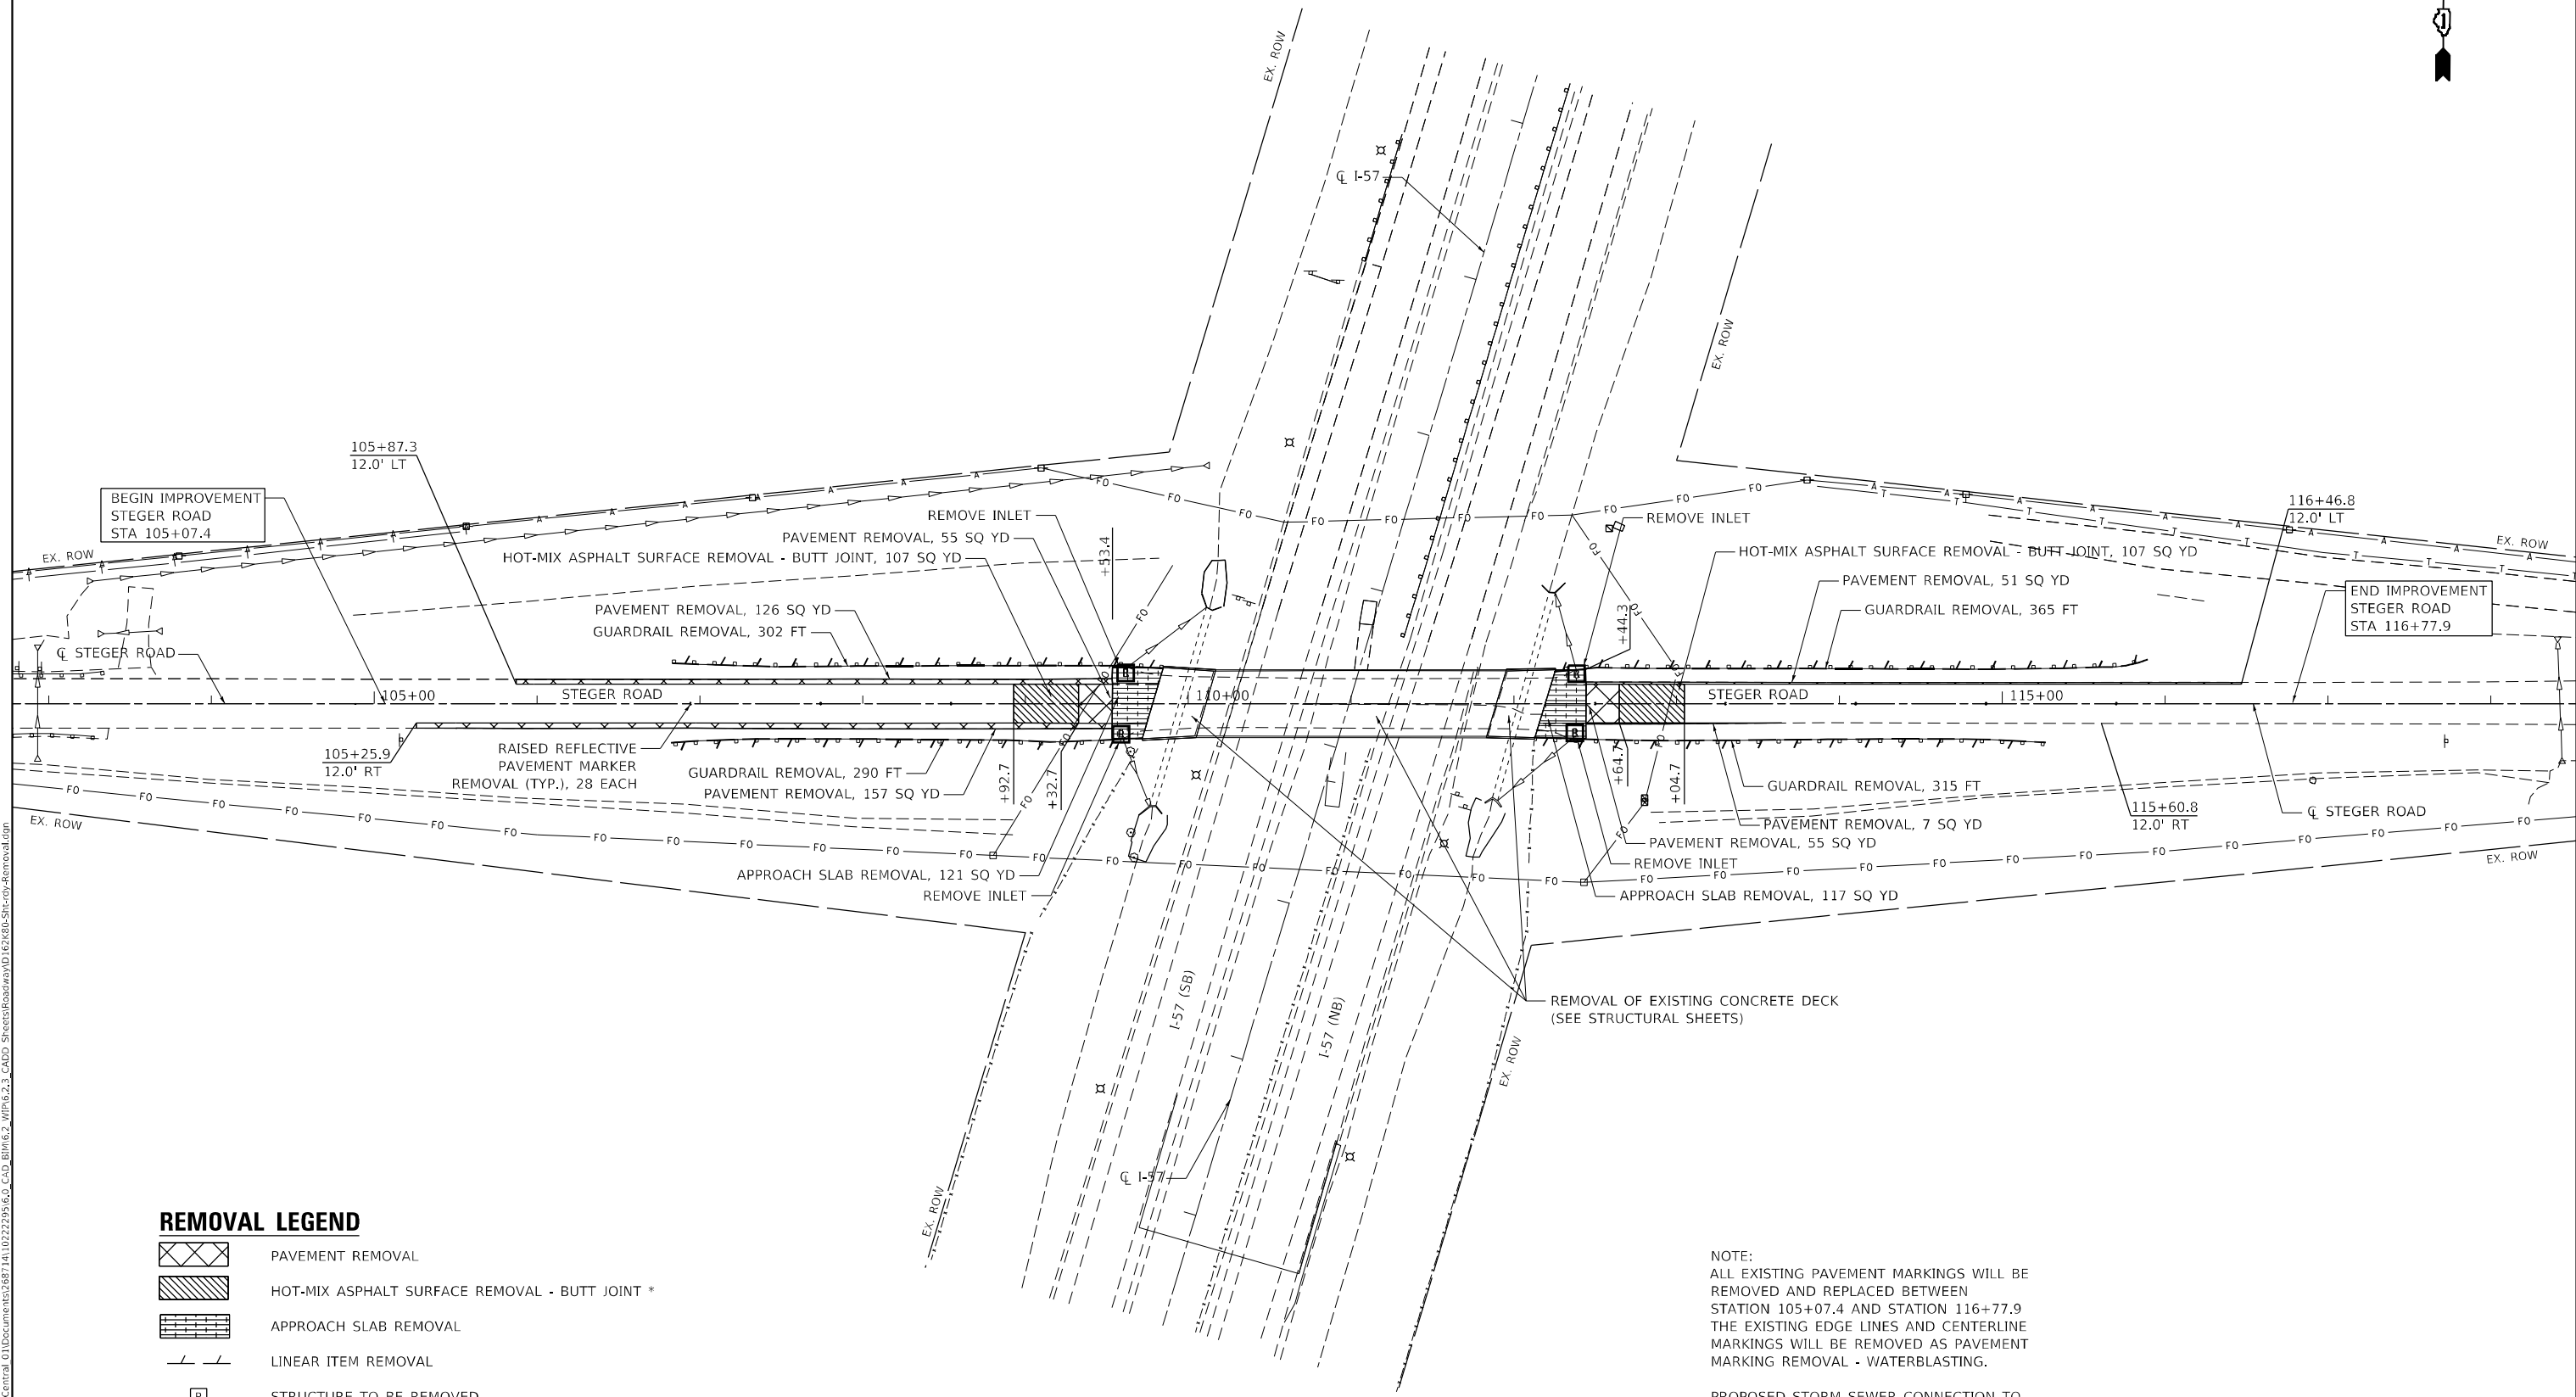 EX. ROW
1
EX. ROW
℄ I-57
105+87.3
12.0' LT
BEGIN IMPROVEMENT
STEGER ROAD
STA 105+07.4
EX. ROW
REMOVE INLET
PAVEMENT REMOVAL, 55 SQ YD
HOT-MIX ASPHALT SURFACE REMOVAL - BUTT JOINT, 107 SQ YD
PAVEMENT REMOVAL, 126 SQ YD
GUARDRAIL REMOVAL, 302 FT
+53.4
REMOVE INLET
116+46.8
12.0' LT
EX. ROW
HOT-MIX ASPHALT SURFACE REMOVAL - BUTT JOINT, 107 SQ YD
PAVEMENT REMOVAL, 51 SQ YD
GUARDRAIL REMOVAL, 365 FT
+44.3
END IMPROVEMENT
STEGER ROAD
STA 116+77.9
℄ STEGER ROAD
105+00
STEGER ROAD
110+00
STEGER ROAD
115+00
105+25.9
12.0' RT
RAISED REFLECTIVE
PAVEMENT MARKER
REMOVAL (TYP.), 28 EACH
GUARDRAIL REMOVAL, 290 FT
PAVEMENT REMOVAL, 157 SQ YD
+92.7
+32.7
+64.7
+04.7
GUARDRAIL REMOVAL, 315 FT
115+60.8
12.0' RT
℄ STEGER ROAD
EX. ROW
PAVEMENT REMOVAL, 7 SQ YD
PAVEMENT REMOVAL, 55 SQ YD
REMOVE INLET
EX. ROW
APPROACH SLAB REMOVAL, 121 SQ YD
REMOVE INLET
APPROACH SLAB REMOVAL, 117 SQ YD
I-57 (SB)
I-57 (NB)
REMOVAL OF EXISTING CONCRETE DECK
(SEE STRUCTURAL SHEETS)
EX. ROW
℄ I-57
EX. ROW
REMOVAL LEGEND
PAVEMENT REMOVAL
HOT-MIX ASPHALT SURFACE REMOVAL - BUTT JOINT *
APPROACH SLAB REMOVAL
LINEAR ITEM REMOVAL
R STRUCTURE TO BE REMOVED
NOTE:
ALL EXISTING PAVEMENT MARKINGS WILL BE
REMOVED AND REPLACED BETWEEN
STATION 105+07.4 AND STATION 116+77.9
THE EXISTING EDGE LINES AND CENTERLINE
MARKINGS WILL BE REMOVED AS PAVEMENT
MARKING REMOVAL - WATERBLASTING.
PROPOSED STORM SEWER CONNECTION TO